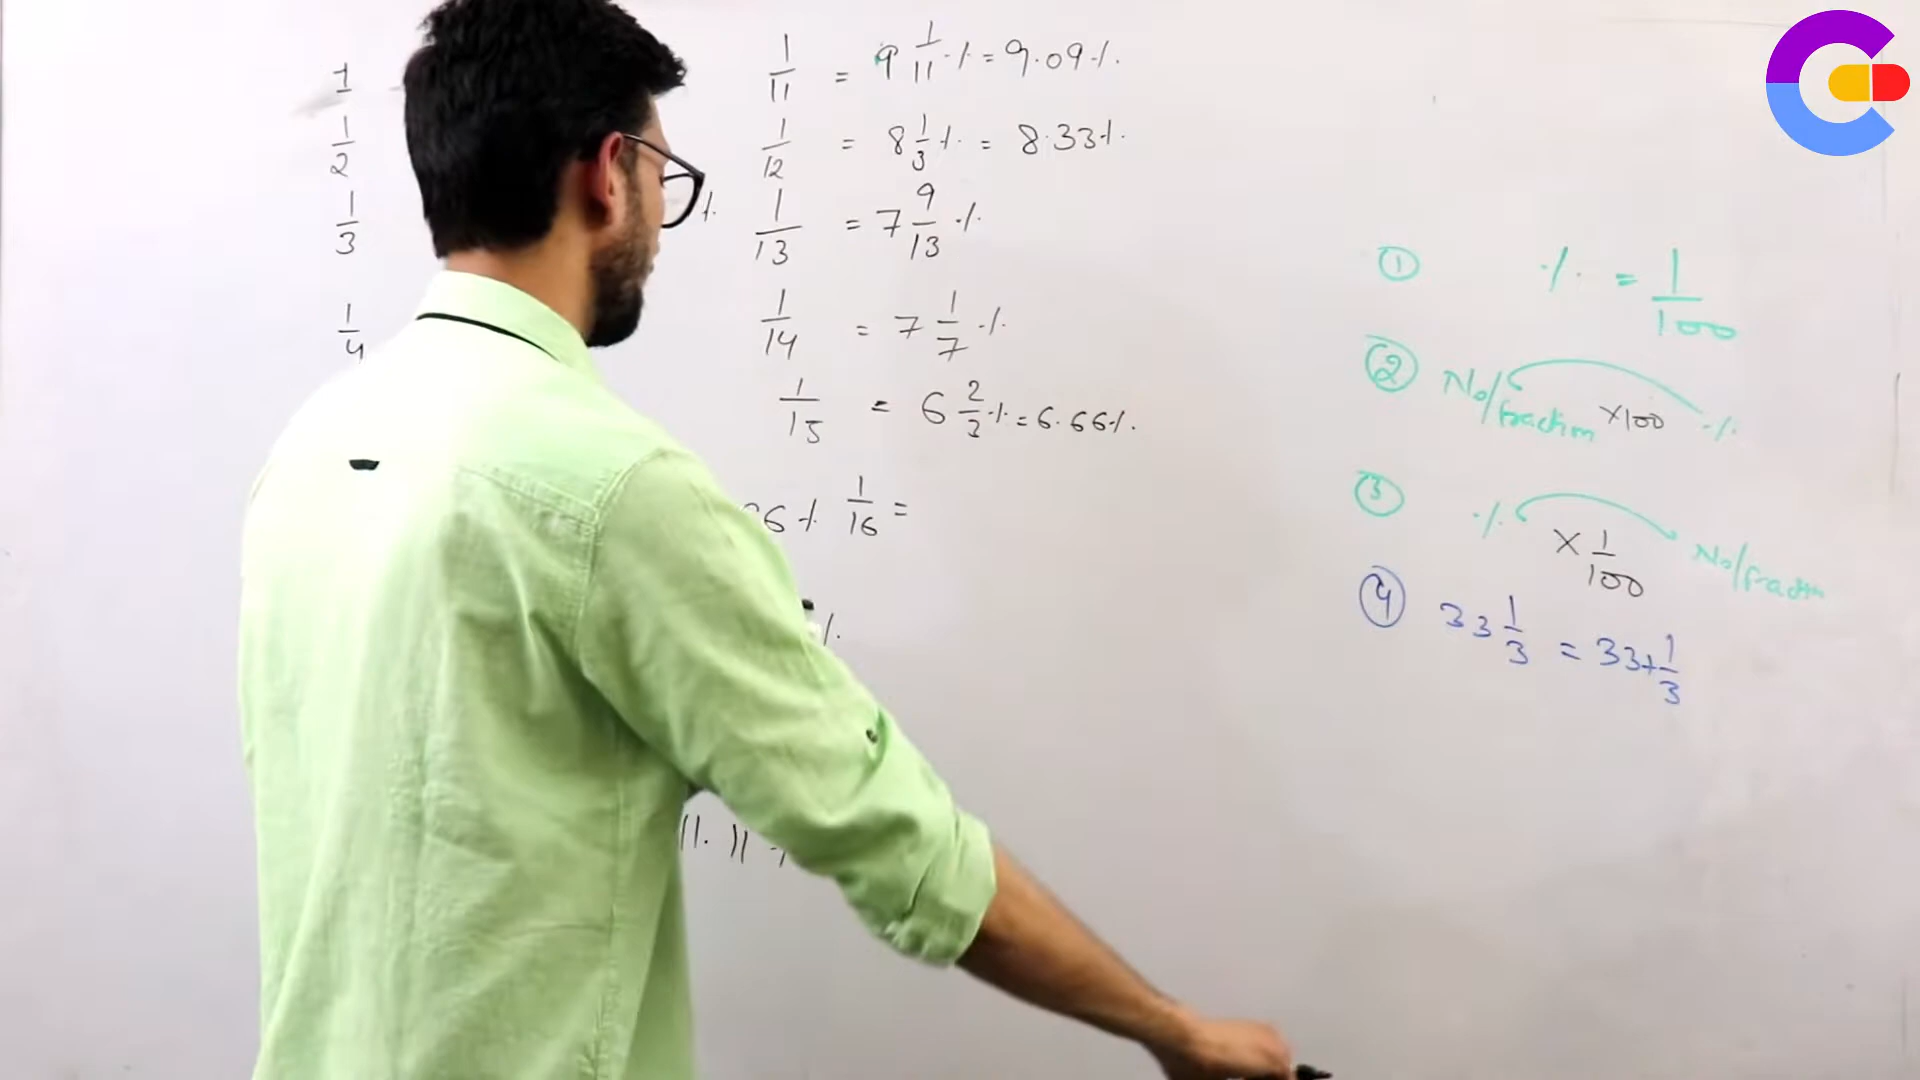 1
1/2
1/3
1/4
1/11 = 9 1/11 % = 9.09%
1/12 = 8 1/3 % = 8.33%
% 1/13 = 7 9/13 %
1/14 = 7 1/7 %
1/15 = 6 2/3 % = 6.66%
6% 1/16 =
%
11.11 %
① % = 1/100
② No/fraction ×100 %
③ % × 1/100 No/fraction
④ 33 1/3 = 33+1/3